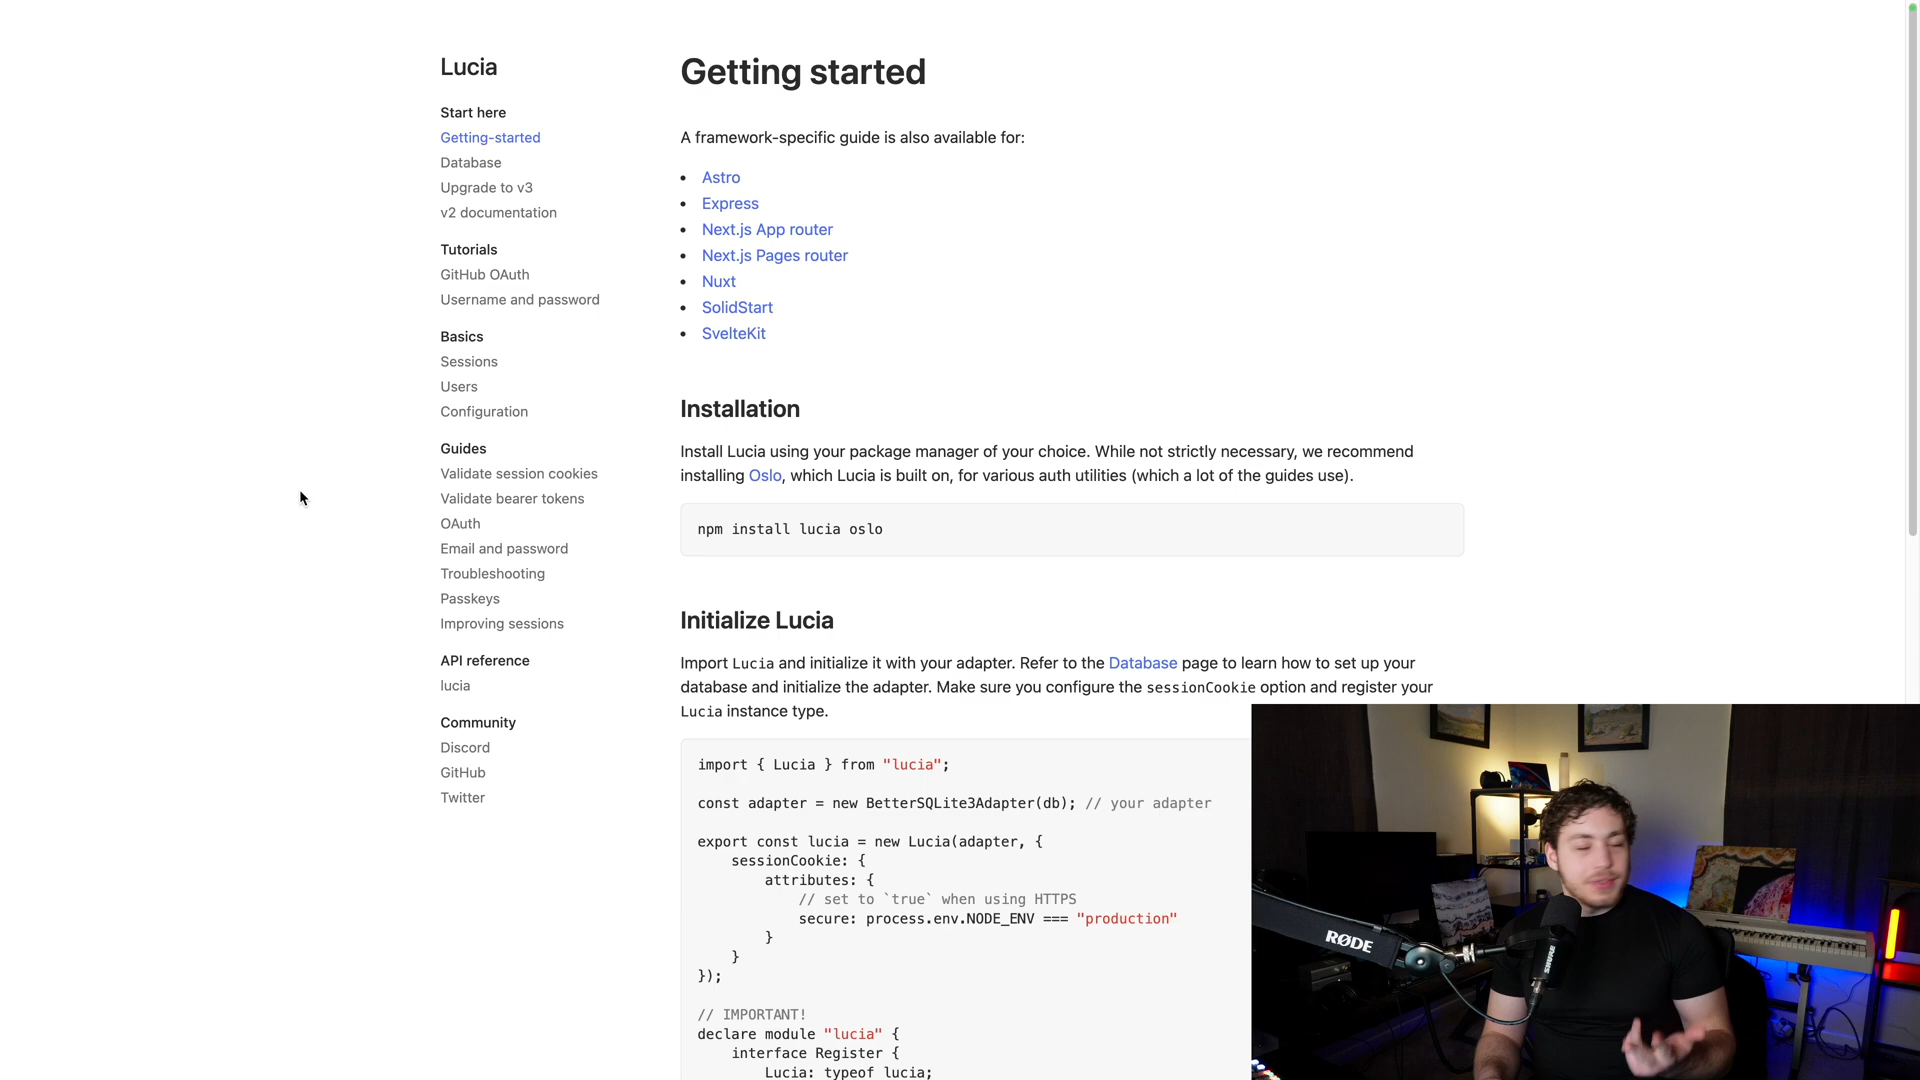 Lucia
Start here
Getting-started
Database
Upgrade to v3
v2 documentation
Tutorials
GitHub OAuth
Username and password
Basics
Sessions
Users
Configuration
Guides
Validate session cookies
Validate bearer tokens
OAuth
Email and password
Troubleshooting
Passkeys
Improving sessions
API reference
lucia
Community
Discord
GitHub
Twitter
Getting started
A framework-specific guide is also available for:
• Astro
• Express
• Next.js App router
• Next.js Pages router
• Nuxt
• SolidStart
• SvelteKit
Installation
Install Lucia using your package manager of your choice. While not strictly necessary, we recommend
installing Oslo, which Lucia is built on, for various auth utilities (which a lot of the guides use).
npm install lucia oslo
Initialize Lucia
Import Lucia and initialize it with your adapter. Refer to the Database page to learn how to set up your
database and initialize the adapter. Make sure you configure the sessionCookie option and register your
Lucia instance type.
import { Lucia } from "lucia";
const adapter = new BetterSQLite3Adapter(db); // your adapter
export const lucia = new Lucia(adapter, {
sessionCookie: {
attributes: {
// set to `true` when using HTTPS
secure: process.env.NODE_ENV === "production"
}
}
});
// IMPORTANT!
declare module "lucia" {
interface Register {
Lucia: typeof lucia;
RØDE
SHURE